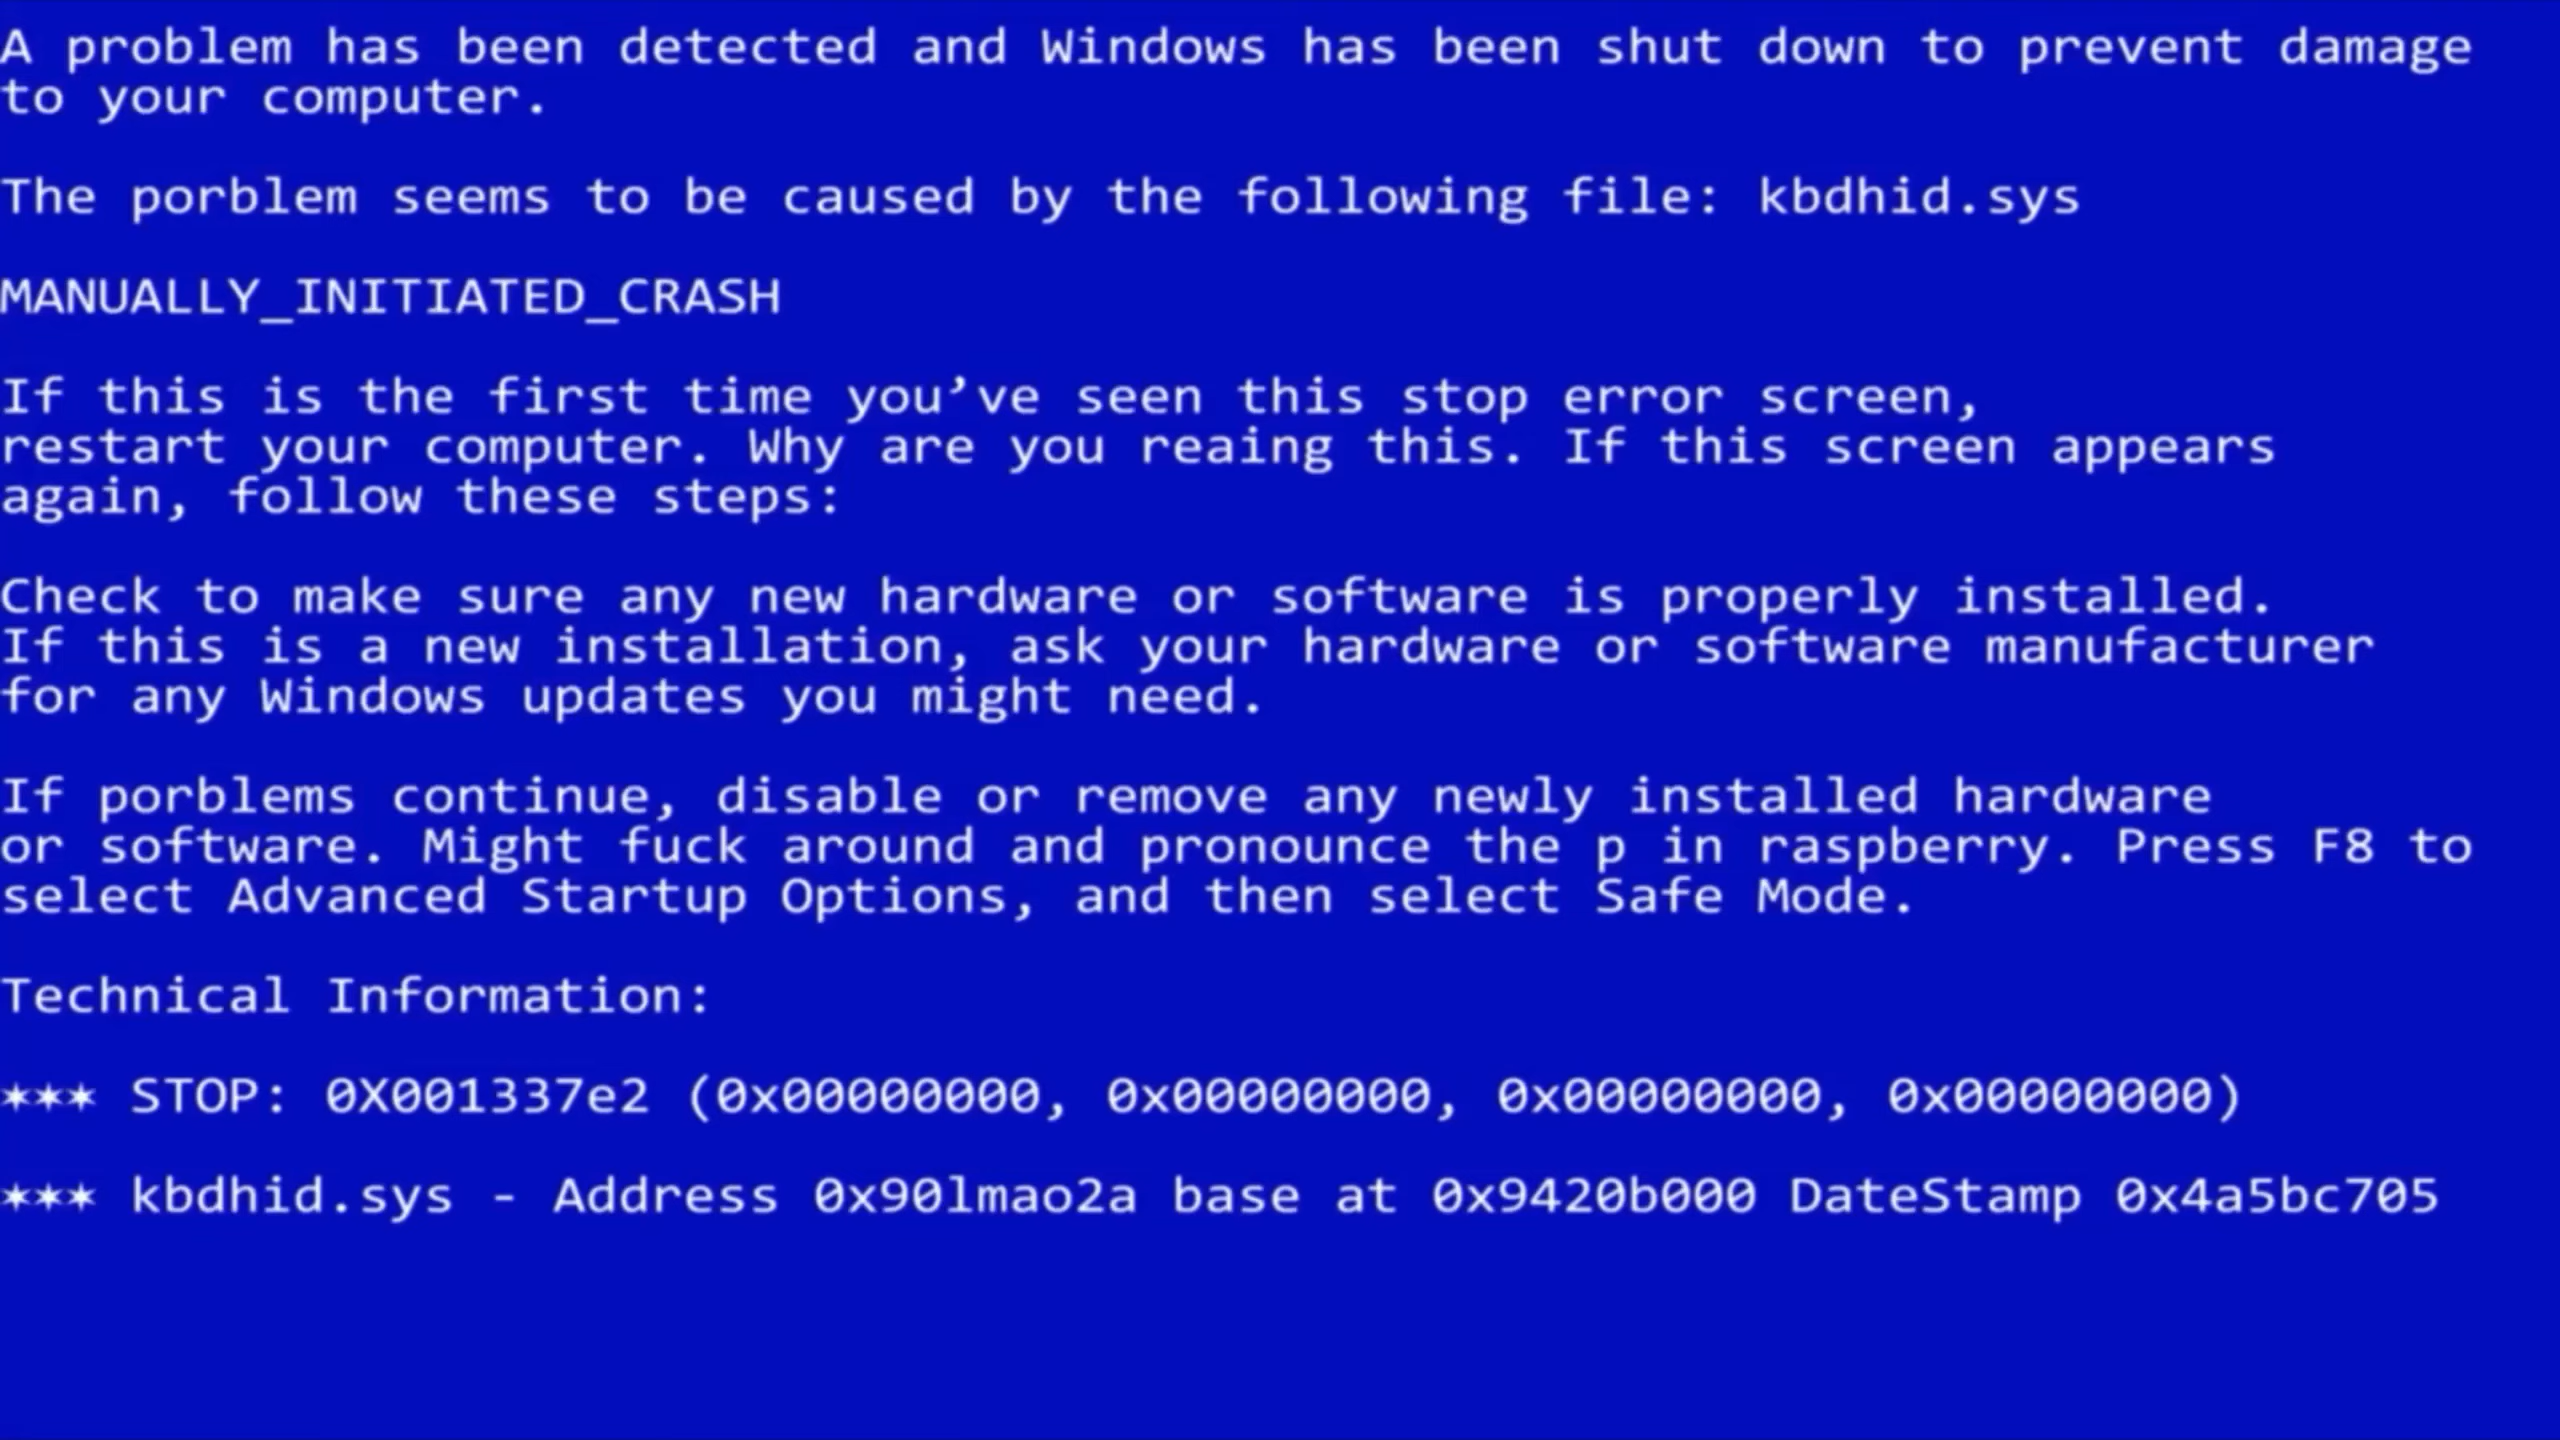 A problem has been detected and Windows has been shut down to prevent damage
to your computer.
The porblem seems to be caused by the following file: kbdhid.sys
MANUALLY_INITIATED_CRASH
If this is the first time you’ve seen this stop error screen,
restart your computer. Why are you reaing this. If this screen appears
again, follow these steps:
Check to make sure any new hardware or software is properly installed.
If this is a new installation, ask your hardware or software manufacturer
for any Windows updates you might need.
If porblems continue, disable or remove any newly installed hardware
or software. Might fuck around and pronounce the p in raspberry. Press F8 to
select Advanced Startup Options, and then select Safe Mode.
Technical Information:
*** STOP: 0X001337e2 (0x00000000, 0x00000000, 0x00000000, 0x00000000)
*** kbdhid.sys - Address 0x90lmao2a base at 0x9420b000 DateStamp 0x4a5bc705